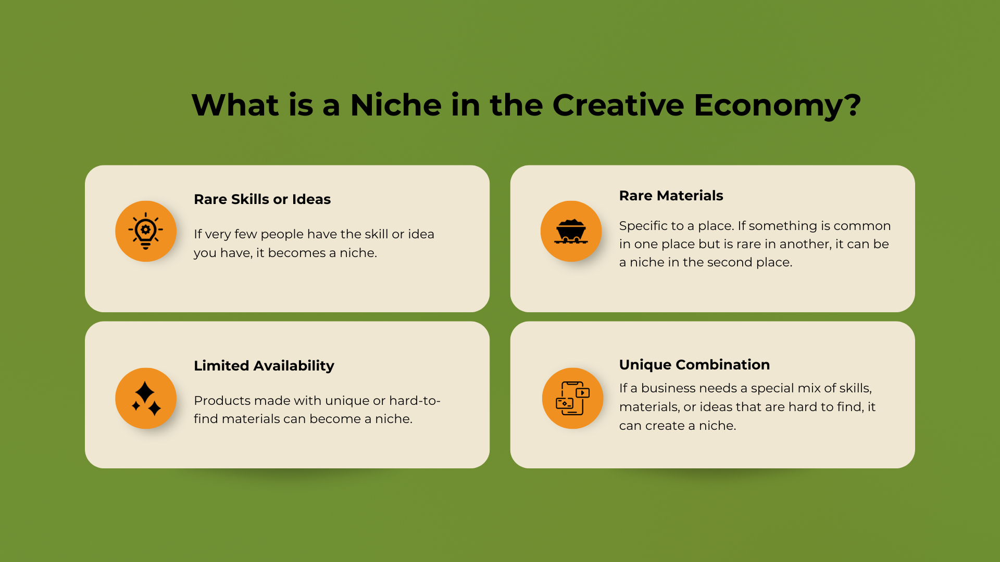 What is a Niche in the Creative Economy?
Rare Skills or Ideas
If very few people have the skill or idea
you have, it becomes a niche.
Rare Materials
Specific to a place. If something is common
in one place but is rare in another, it can be
a niche in the second place.
Limited Availability
Products made with unique or hard-to-
find materials can become a niche.
Unique Combination
If a business needs a special mix of skills,
materials, or ideas that are hard to find, it
can create a niche.